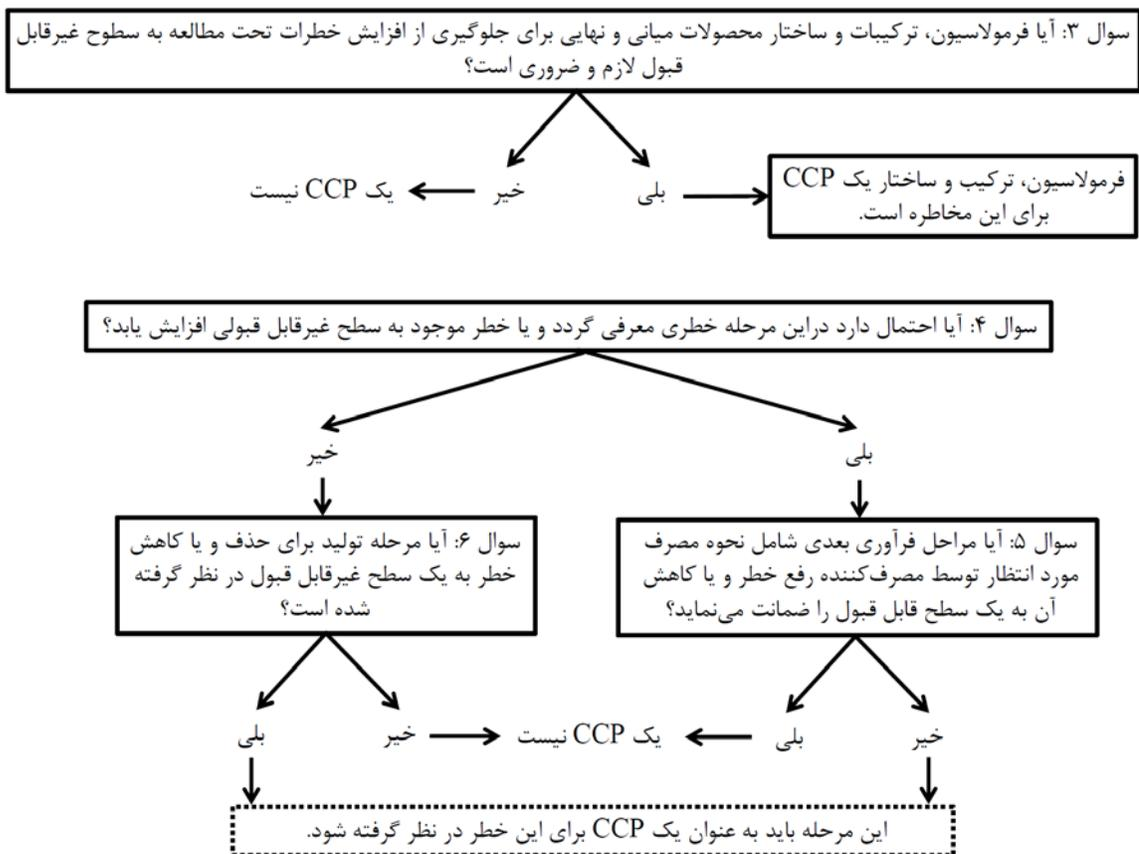 سوال ۳: آیا فرمولاسیون، ترکیبات و ساختار محصولات میانی و نهایی برای جلوگیری از افزایش خطرات تحت مطالعه به سطوح غیرقابل
قبول لازم و ضروری است؟
بلی
خیر
یک CCP نیست
فرمولاسیون، ترکیب و ساختار یک CCP
برای این مخاطره است.
سوال ۴: آیا احتمال دارد دراین مرحله خطری معرفی گردد و یا خطر موجود به سطح غیرقابل قبولی افزایش یابد؟
بلی
خیر
سوال ۵: آیا مراحل فرآوری بعدی شامل نحوه مصرف
مورد انتظار توسط مصرف‌کننده رفع خطر و یا کاهش
آن به یک سطح قابل قبول را ضمانت می‌نماید؟
سوال ۶: آیا مرحله تولید برای حذف و یا کاهش
خطر به یک سطح غیرقابل قبول در نظر گرفته
شده است؟
خیر
بلی
یک CCP نیست
خیر
بلی
این مرحله باید به عنوان یک CCP برای این خطر در نظر گرفته شود.